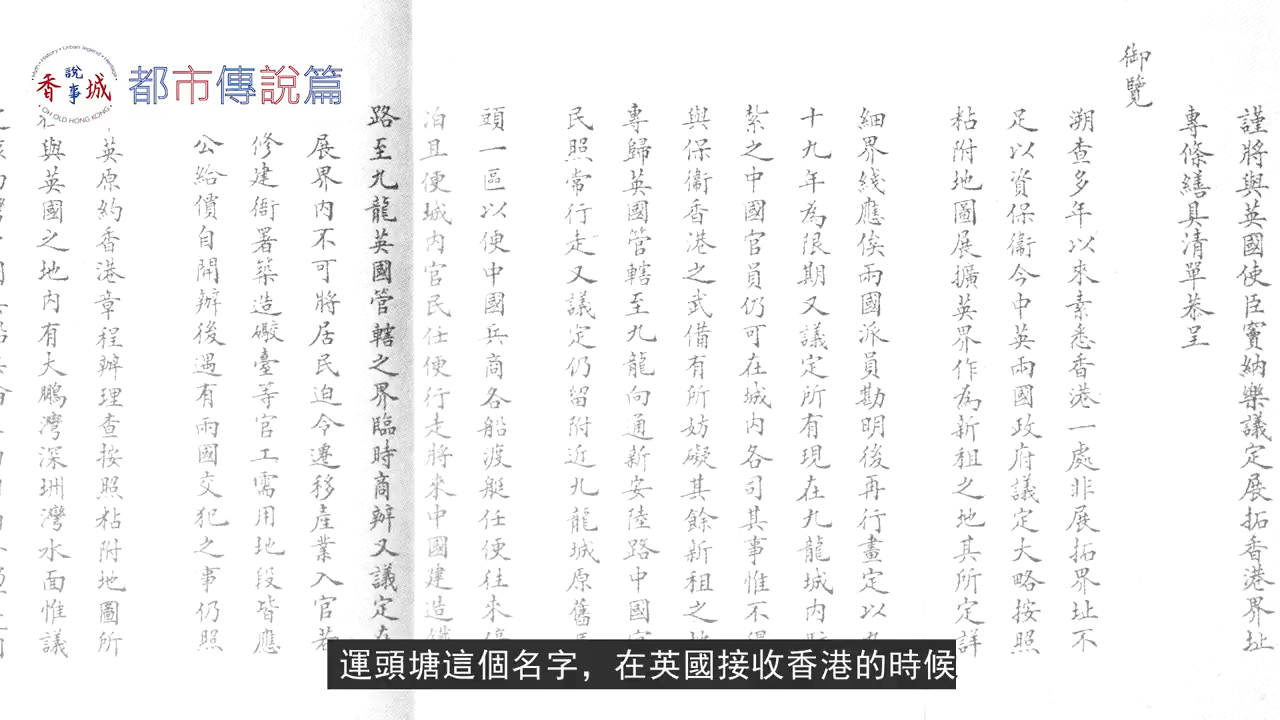 Myth • History • Urban legend • Heritage
香城
說事
OH OLD HONG KONG
都市傳說篇
謹將與英國使臣竇納樂議定展拓香港界址
專條繕具清單恭呈
御覽
溯查多年以來素悉香港一處非展拓界址不
足以資保衛今中英兩國政府議定大略按照
粘附地圖展擴英界作為新租之地其所定詳
細界綫應俟兩國派員勘明後再行畫定以九
十九年為限期又議定所有現在九龍城內駐
紮之中國官員仍可在城內各司其事惟不得
與保衛香港之武備有所妨礙其餘新租之地
專歸英國管轄至九龍向通新安陸路中國官
民照常行走又議定仍留附近九龍城原舊馬
頭一區以便中國兵商各船渡艇任便往來停
泊且便城內官民任便行走將來中國建造鐵
路至九龍英國管轄之界臨時商辦又議定在
展界內不可將居民迫令遷移產業入官若
修建衙署築造礮臺等官工需用地段皆應
公給價自開辦後遇有兩國交犯之事仍照
英原約香港章程辦理查按照粘附地圖所
與英國之地內有大鵬灣深圳灣水面惟議
運頭塘這個名字，在英國接收香港的時候